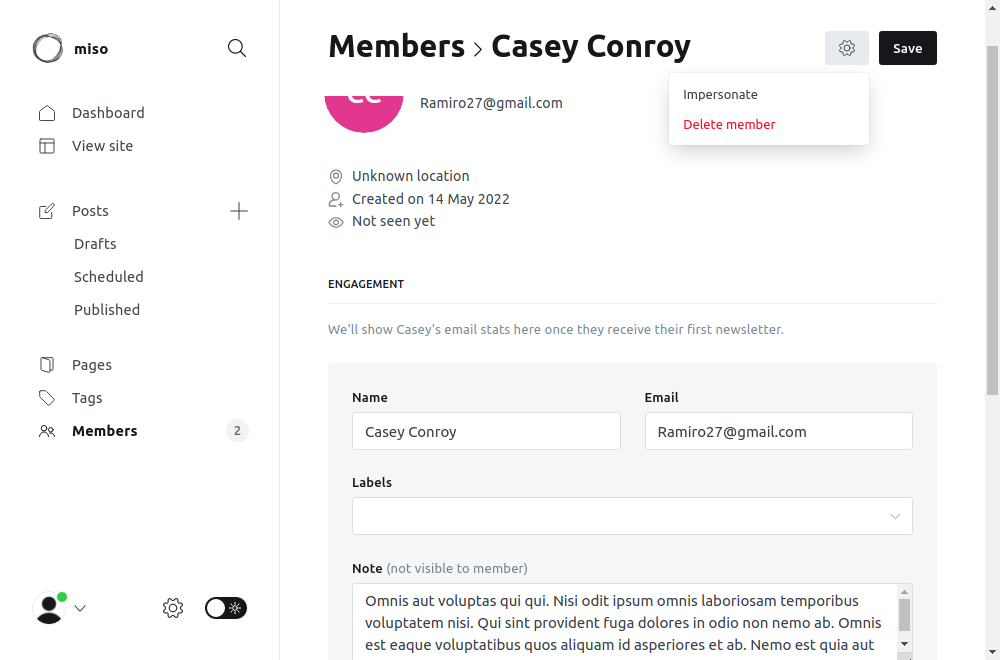 miso
Dashboard
View site
Posts
Drafts
Scheduled
Published
Pages
Tags
Members 2
Members > Casey Conroy
Save
Impersonate
Delete member
Ramiro27@gmail.com
Unknown location
Created on 14 May 2022
Not seen yet
ENGAGEMENT
We'll show Casey's email stats here once they receive their first newsletter.
Name
Casey Conroy
Email
Ramiro27@gmail.com
Labels
Note (not visible to member)
Omnis aut voluptas qui qui. Nisi odit ipsum omnis laboriosam temporibus
voluptatem nisi. Qui sint provident fuga dolores in odio non nemo ab. Omnis
est eaque voluptatibus quos aliquam id asperiores et ab. Nemo est quia aut